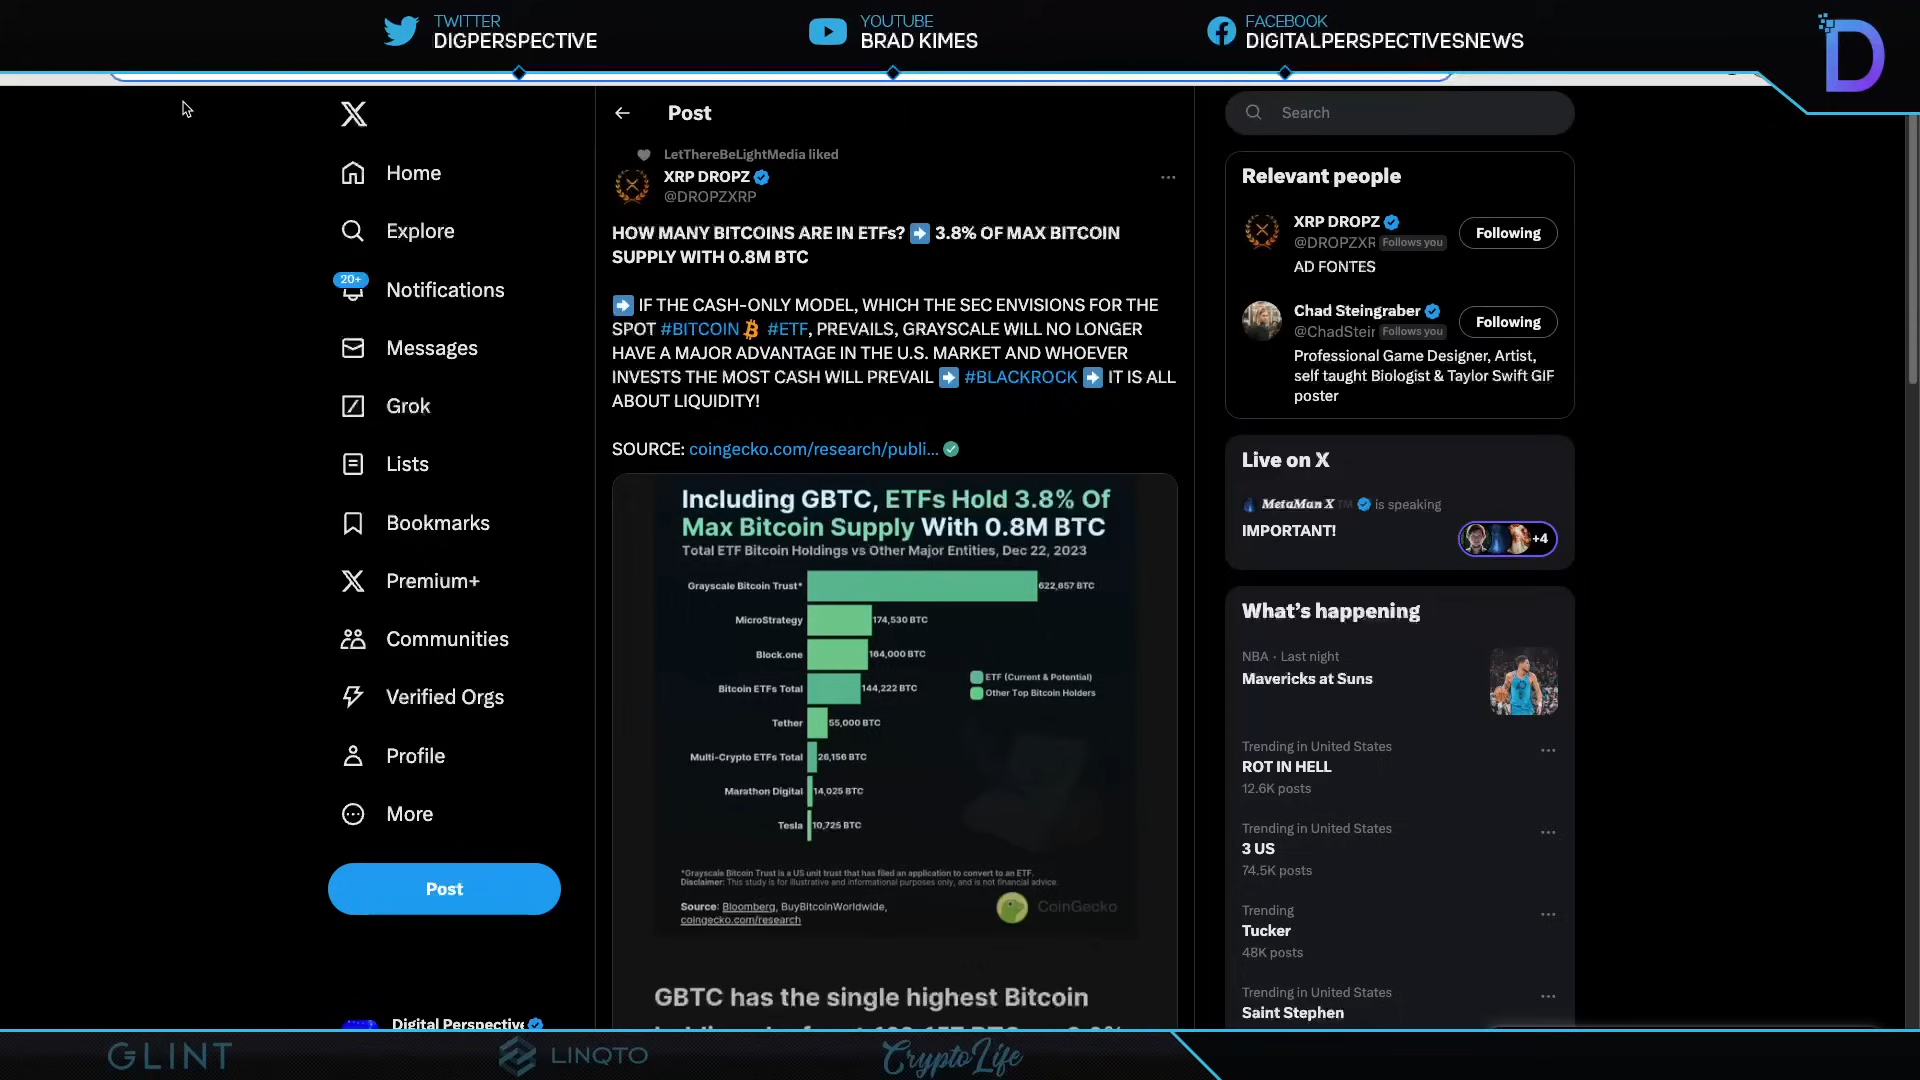 TWITTER
DIGPERSPECTIVE
YOUTUBE
BRAD KIMES
FACEBOOK
DIGITALPERSPECTIVESNEWS
D
Home
Explore
20+
Notifications
Messages
Grok
Lists
Bookmarks
Premium+
Communities
Verified Orgs
Profile
More
Post
Digital Perspective
Post
LetThereBeLightMedia liked
XRP DROPZ
@DROPZXRP
HOW MANY BITCOINS ARE IN ETFs? ➡️ 3.8% OF MAX BITCOIN
SUPPLY WITH 0.8M BTC
➡️ IF THE CASH-ONLY MODEL, WHICH THE SEC ENVISIONS FOR THE
SPOT #BITCOIN #ETF, PREVAILS, GRAYSCALE WILL NO LONGER
HAVE A MAJOR ADVANTAGE IN THE U.S. MARKET AND WHOEVER
INVESTS THE MOST CASH WILL PREVAIL ➡️ #BLACKROCK ➡️ IT IS ALL
ABOUT LIQUIDITY!
SOURCE: coingecko.com/research/publi...
Including GBTC, ETFs Hold 3.8% Of
Max Bitcoin Supply With 0.8M BTC
Total ETF Bitcoin Holdings vs Other Major Entities, Dec 22, 2023
Grayscale Bitcoin Trust* 622,857 BTC
MicroStrategy 174,530 BTC
Block.one 164,000 BTC
Bitcoin ETFs Total 144,222 BTC
Tether 55,000 BTC
Multi-Crypto ETFs Total 26,156 BTC
Marathon Digital 14,025 BTC
Tesla 10,725 BTC
ETF (Current & Potential)
Other Top Bitcoin Holders
*Grayscale Bitcoin Trust is a US unit trust that has filed an application to convert to an ETF.
Disclaimer: This study is for illustrative and informational purposes only, and is not financial advice.
Source: Bloomberg, BuyBitcoinWorldwide,
coingecko.com/research
CoinGecko
GBTC has the single highest Bitcoin
Search
Relevant people
XRP DROPZ
@DROPZXR Follows you
Following
AD FONTES
Chad Steingraber
@ChadSteir Follows you
Following
Professional Game Designer, Artist,
self taught Biologist & Taylor Swift GIF
poster
Live on X
MetaMan X™ is speaking
IMPORTANT!
+4
What's happening
NBA · Last night
Mavericks at Suns
Trending in United States
ROT IN HELL
12.6K posts
Trending in United States
3 US
74.5K posts
Trending
Tucker
48K posts
Trending in United States
Saint Stephen
GLINT
LINQTO
CryptoLife